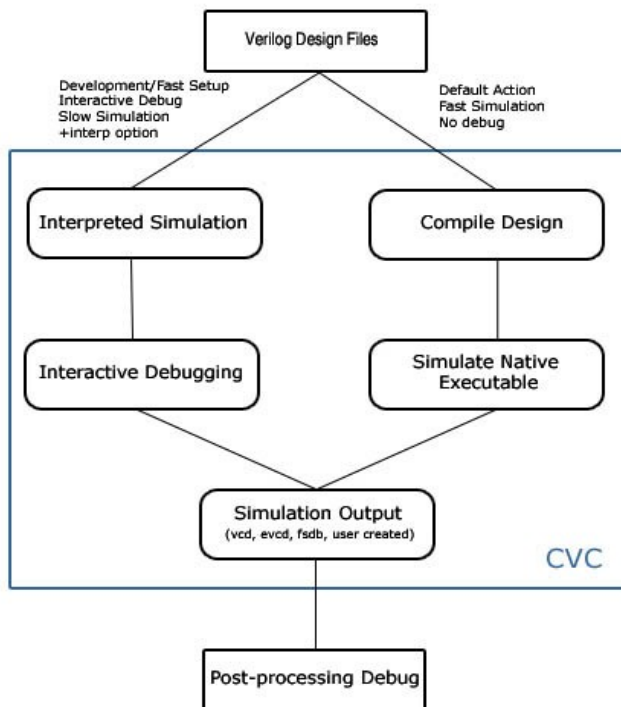 Verilog Design Files
Development/Fast Setup
Interactive Debug
Slow Simulation
+interp option
Default Action
Fast Simulation
No debug
Interpreted Simulation
Compile Design
Interactive Debugging
Simulate Native
Executable
Simulation Output
(vcd, evcd, fsdb, user created)
CVC
Post-processing Debug